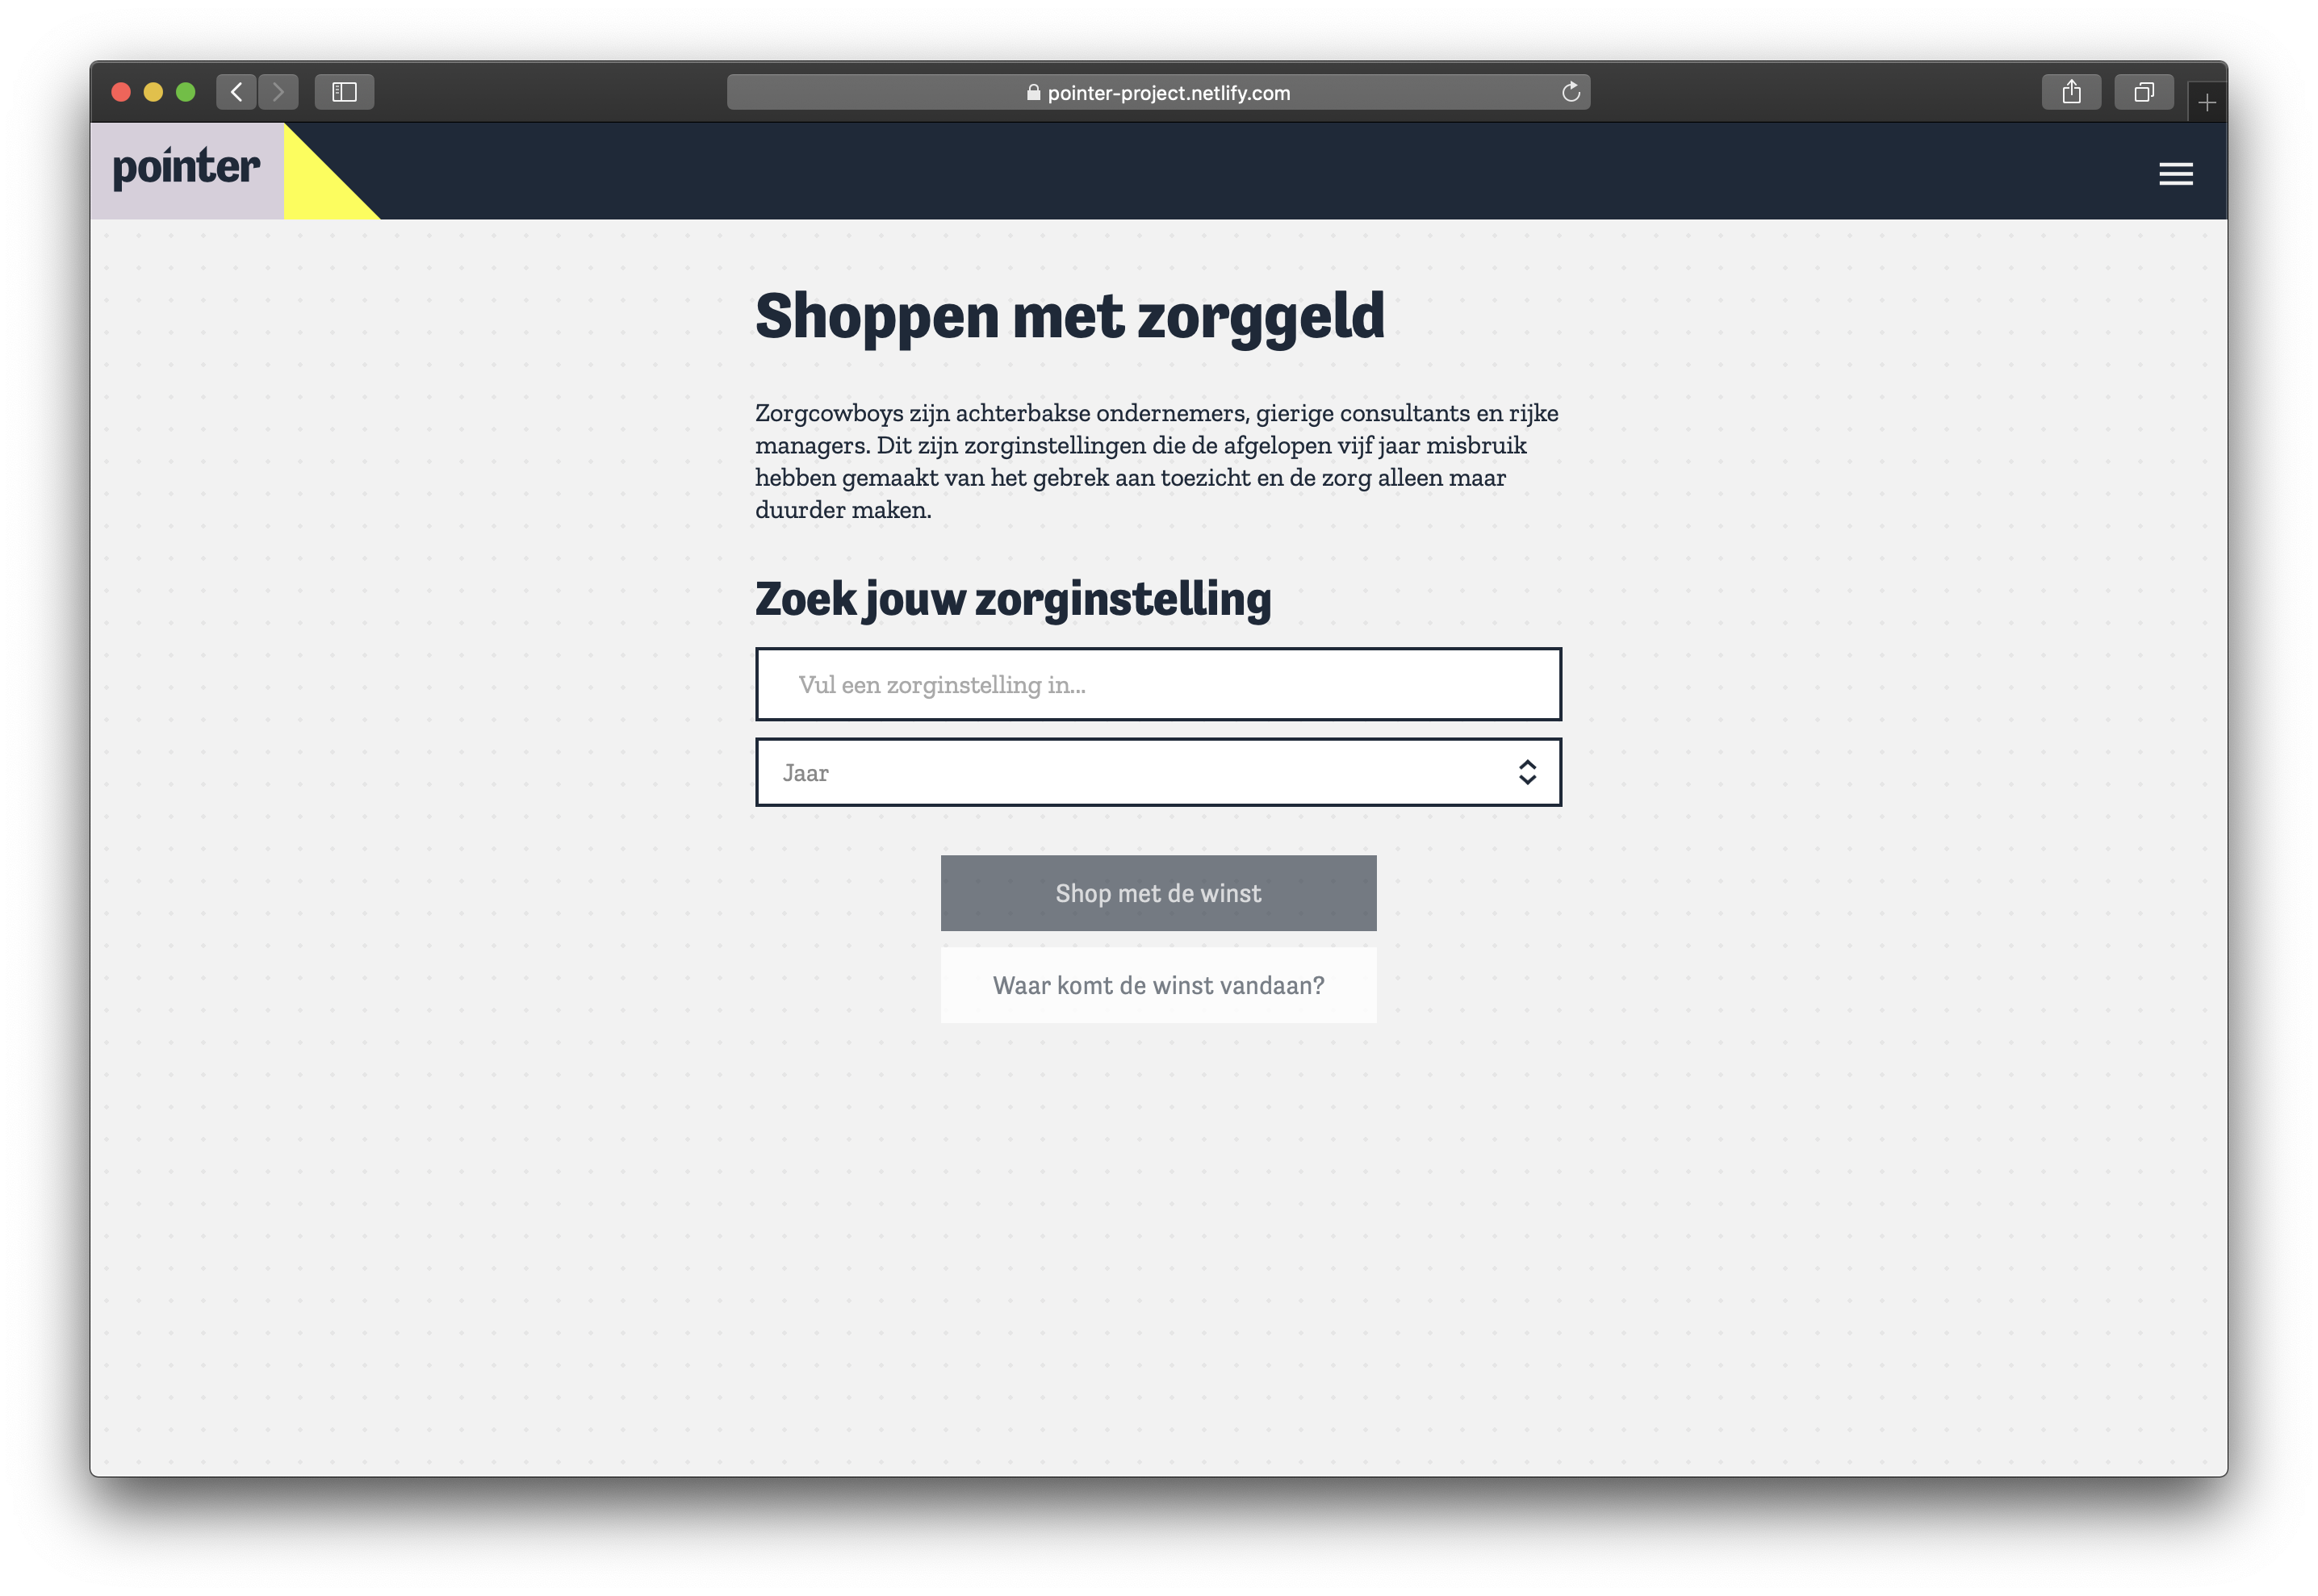 pointer-project.netlify.com
pointer
Shoppen met zorggeld
Zorgcowboys zijn achterbakse ondernemers, gierige consultants en rijke
managers. Dit zijn zorginstellingen die de afgelopen vijf jaar misbruik
hebben gemaakt van het gebrek aan toezicht en de zorg alleen maar
duurder maken.
Zoek jouw zorginstelling
Vul een zorginstelling in...
Jaar
Shop met de winst
Waar komt de winst vandaan?